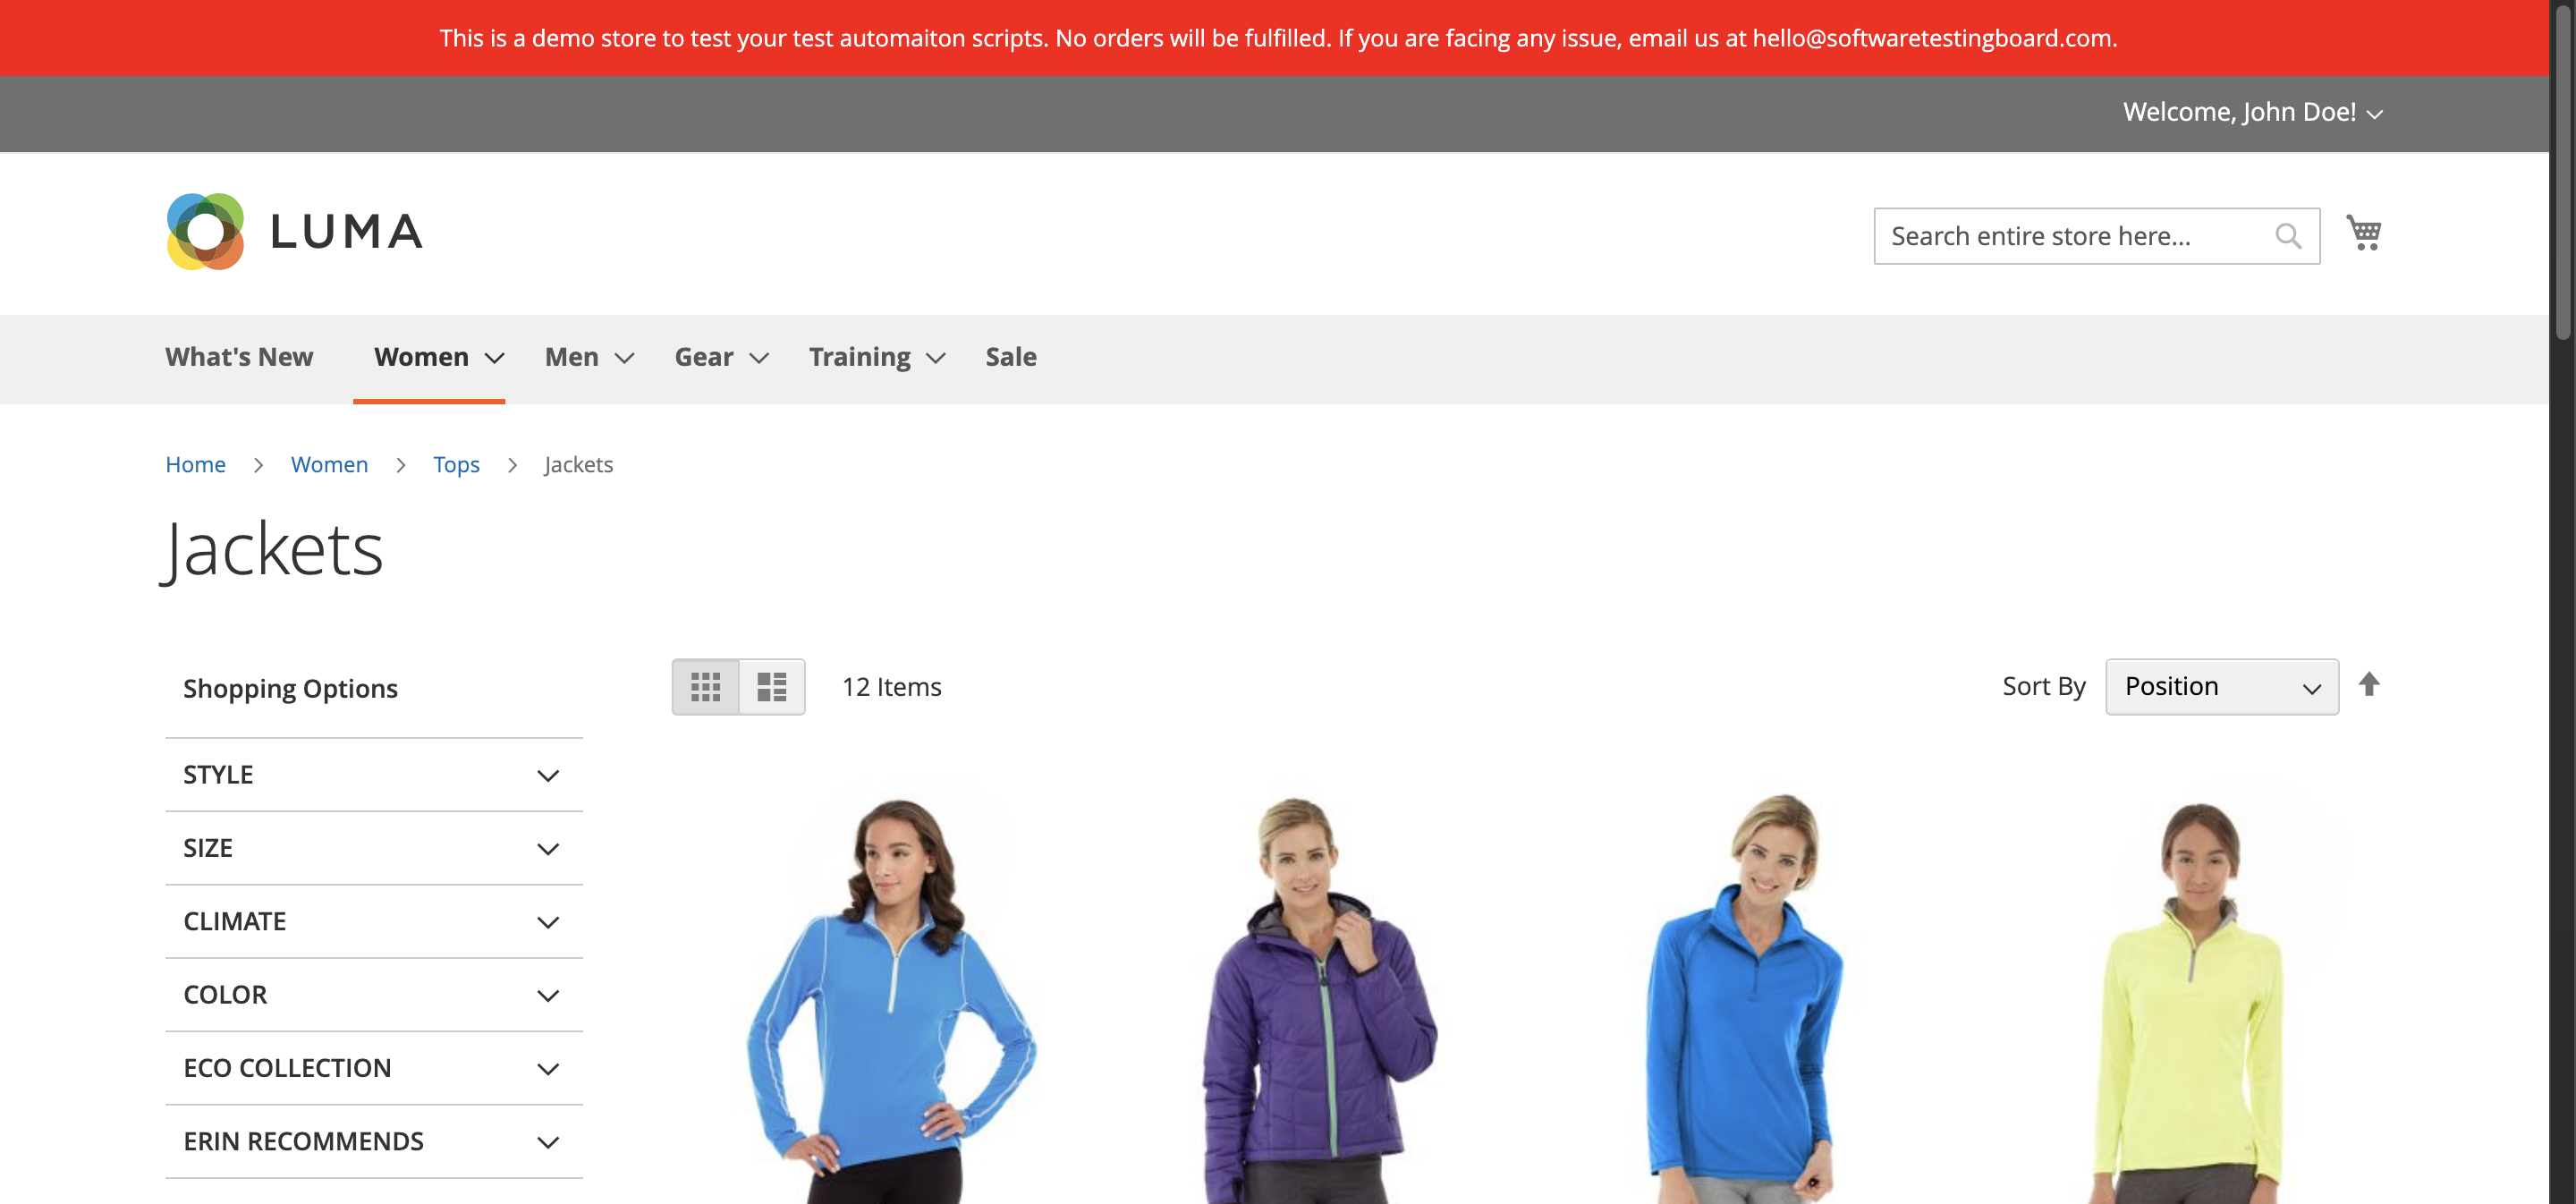 This is a demo store to test your test automaiton scripts. No orders will be fulfilled. If you are facing any issue, email us at hello@softwaretestingboard.com.
Welcome, John Doe!
LUMA
Search entire store here...
What's New Women Men Gear Training Sale
Home > Women > Tops > Jackets
Jackets
Shopping Options
12 Items
Sort By Position
STYLE
SIZE
CLIMATE
COLOR
ECO COLLECTION
ERIN RECOMMENDS